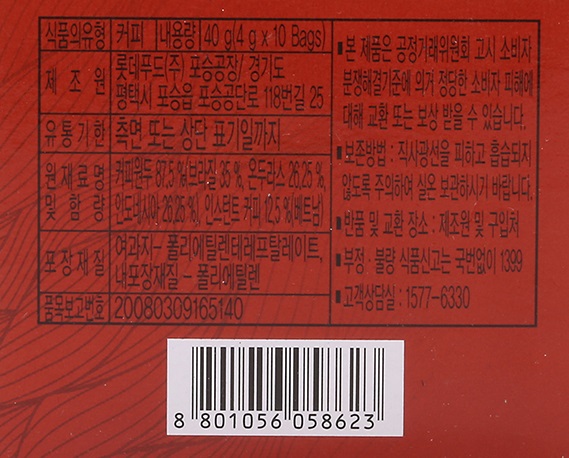 식품의유형 커피 내용량 40 g(4 g x 10 Bags)
제 조 원 롯데푸드(주) 포승공장/ 경기도
평택시 포승읍 포승공단로 118번길 25
유통기한 측면 또는 상단 표기일까지
원 재 료 명 커피원두 87.5 %(브라질 35 %, 온두라스 26.25 %,
및 함 량 인도네시아 26.25 %), 인스턴트 커피 12.5 %(베트남)
포 장 재 질 여과지- 폴리에틸렌테레프탈레이트,
내포장재질 – 폴리에틸렌
품목보고번호 20080309165140
■본 제품은 공정거래위원회 고시 소비자
분쟁해결기준에 의거 정당한 소비자 피해에
대해 교환 또는 보상 받을 수 있습니다.
■보존방법 : 직사광선을 피하고 흡습되지
않도록 주의하여 실온 보관하시기 바랍니다.
■반품 및 교환 장소 : 제조원 및 구입처
■부정·불량 식품신고는 국번없이 1399
■고객상담실 : 1577-6330
8 801056 058623